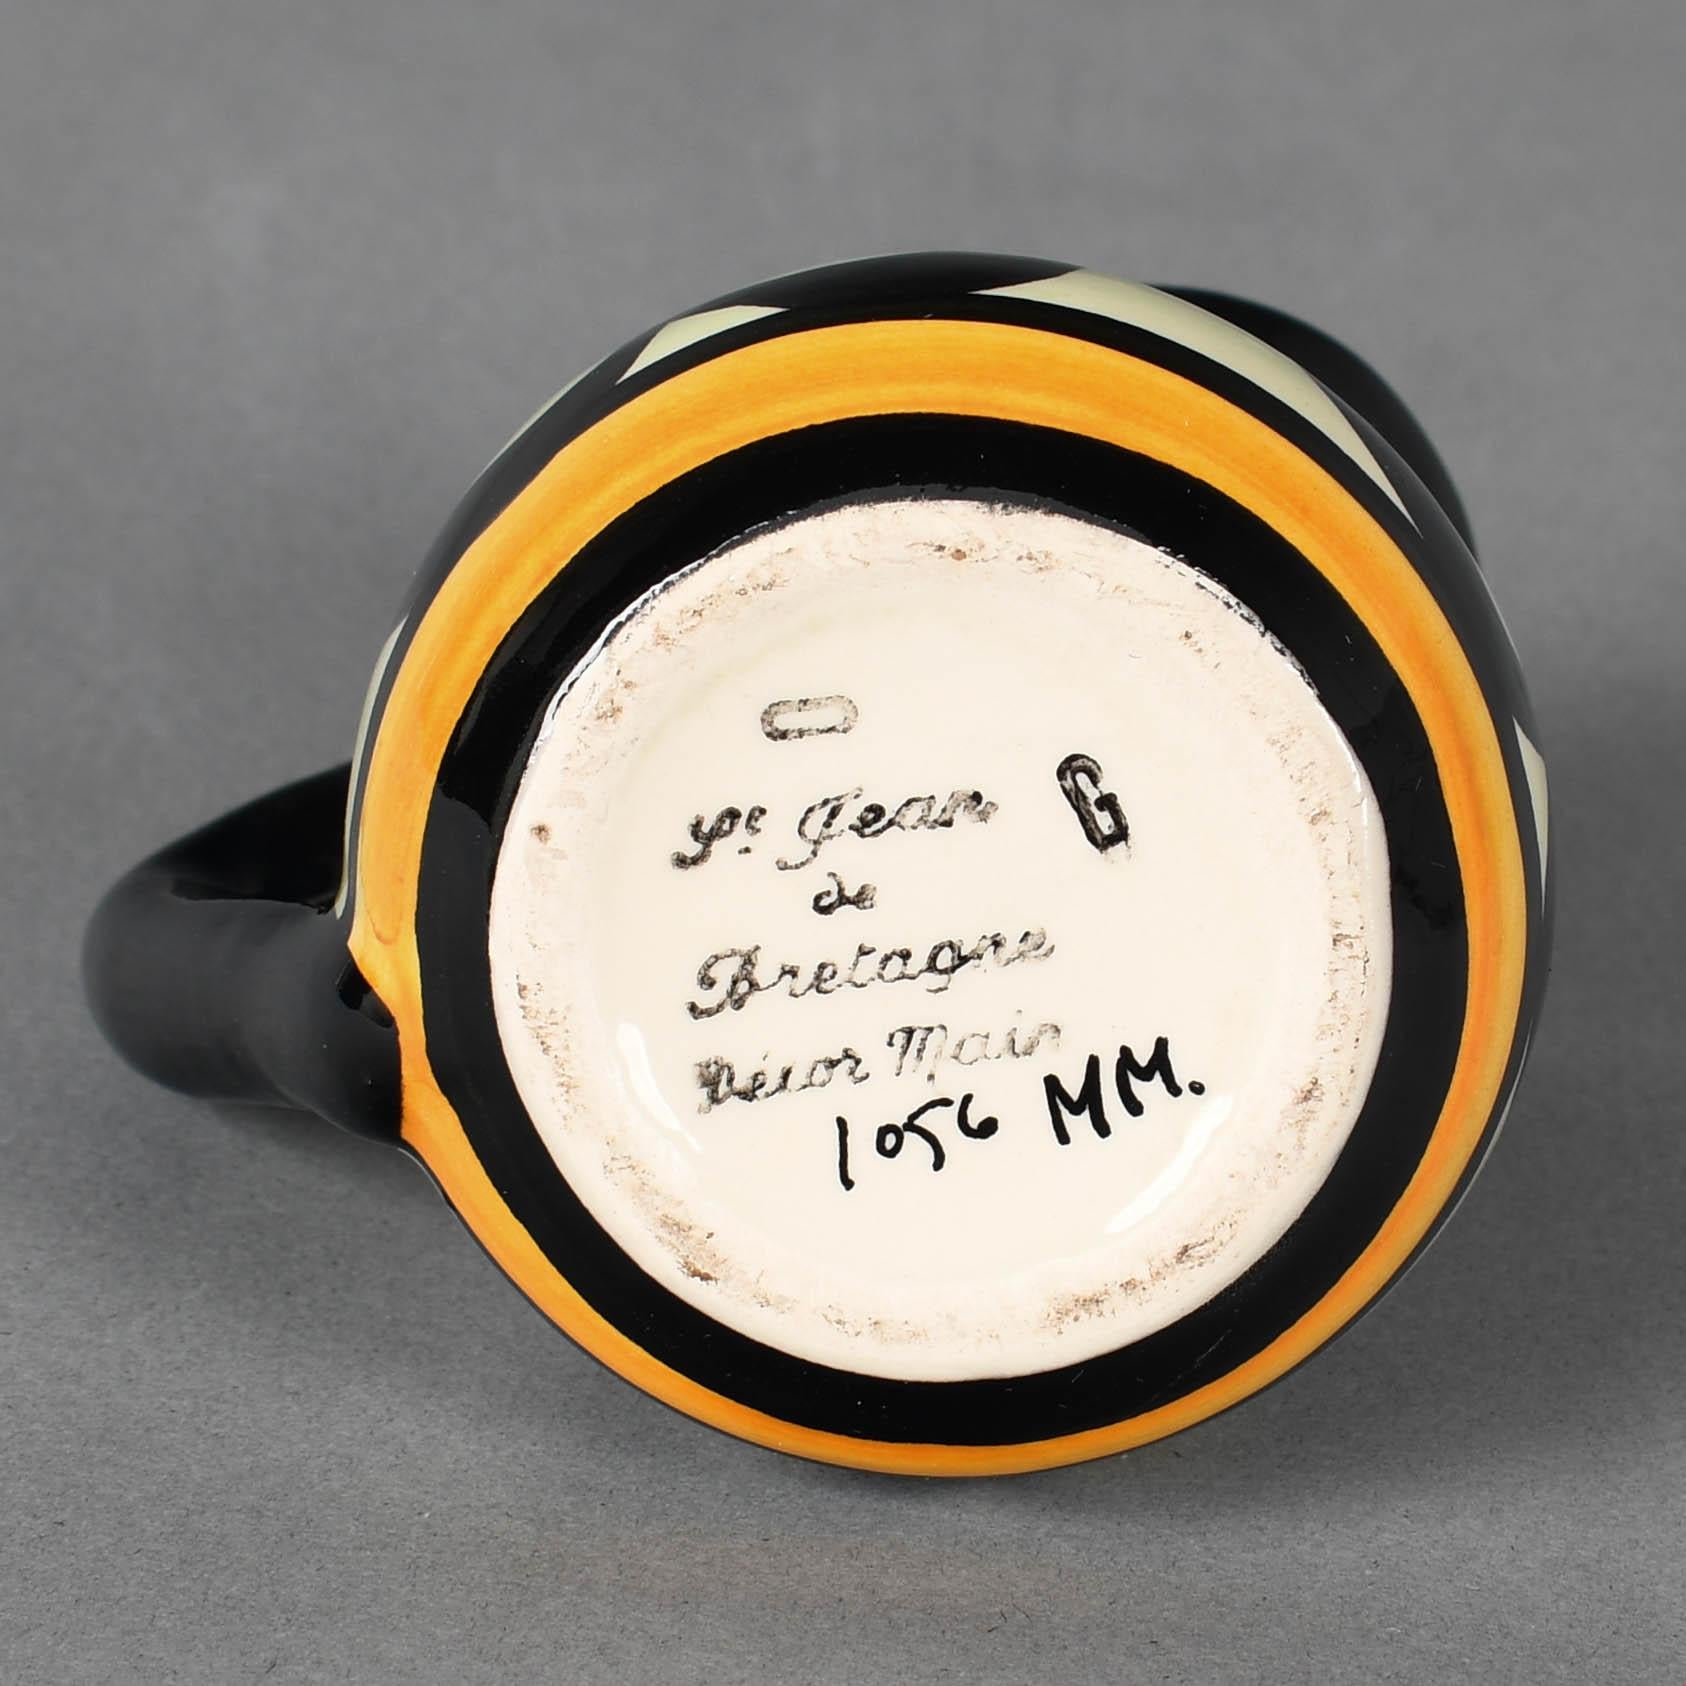 St Jean G
de
Bretagne
Décor Main
1056 MM.